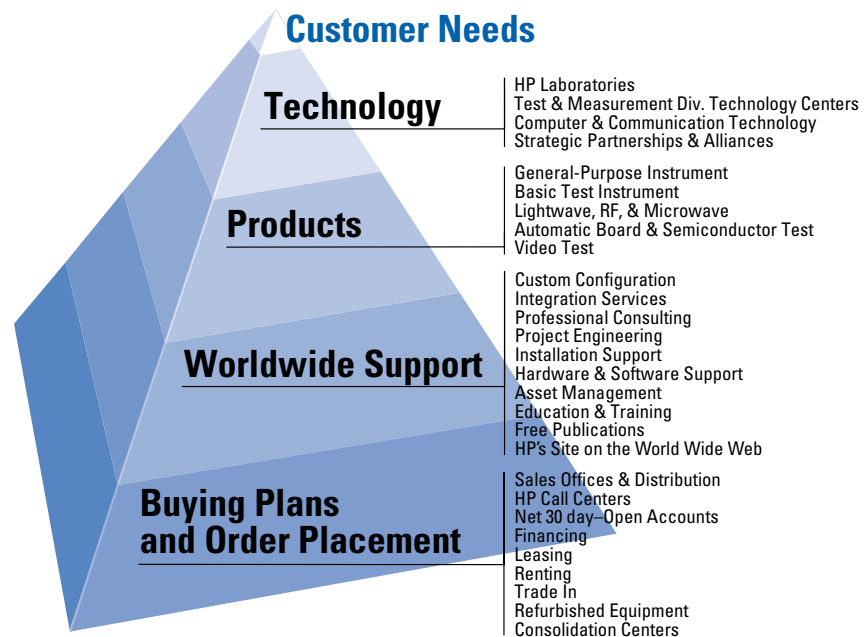 Customer Needs
Technology
HP Laboratories
Test & Measurement Div. Technology Centers
Computer & Communication Technology
Strategic Partnerships & Alliances
Products
General-Purpose Instrument
Basic Test Instrument
Lightwave, RF, & Microwave
Automatic Board & Semiconductor Test
Video Test
Worldwide Support
Custom Configuration
Integration Services
Professional Consulting
Project Engineering
Installation Support
Hardware & Software Support
Asset Management
Education & Training
Free Publications
HP's Site on the World Wide Web
Buying Plans
and Order Placement
Sales Offices & Distribution
HP Call Centers
Net 30 day–Open Accounts
Financing
Leasing
Renting
Trade In
Refurbished Equipment
Consolidation Centers